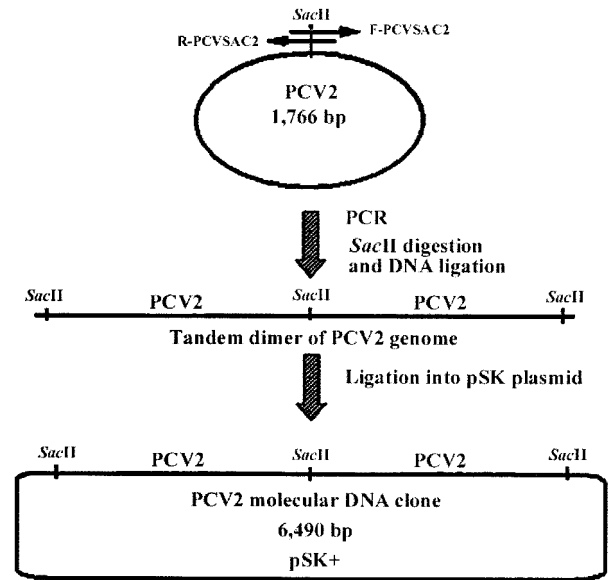 SacII
F-PCVSAC2
R-PCVSAC2
PCV2
1,766 bp
PCR
SacII digestion
and DNA ligation
SacII PCV2 SacII PCV2 SacII
Tandem dimer of PCV2 genome
Ligation into pSK plasmid
SacII PCV2 SacII PCV2 SacII
PCV2 molecular DNA clone
6,490 bp
pSK+